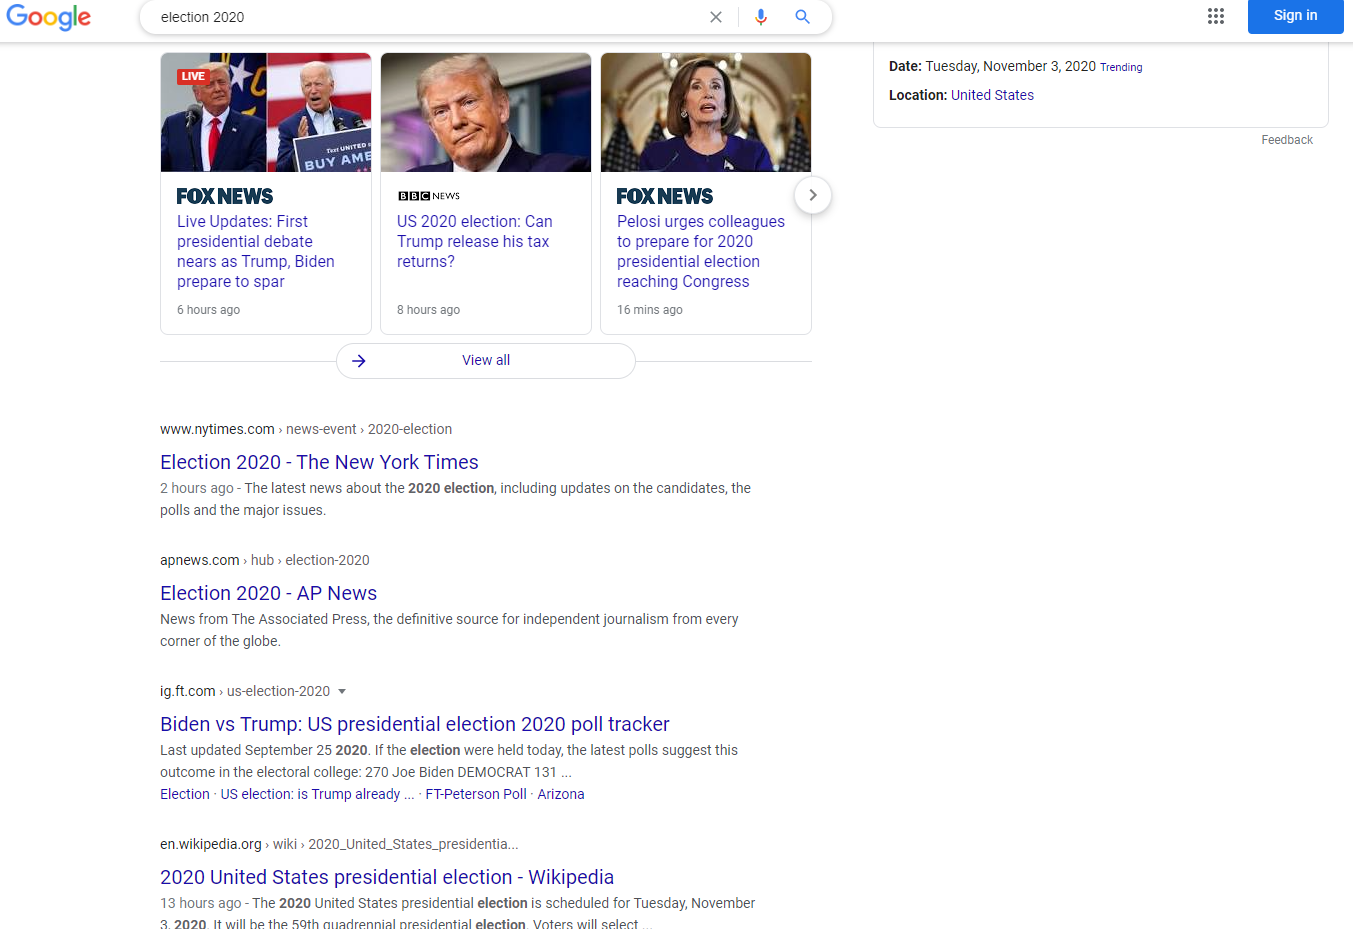 Google
election 2020
Sign in
LIVE
Text UNITED
BUY AME
FOX NEWS
Live Updates: First
presidential debate
nears as Trump, Biden
prepare to spar
6 hours ago
BBC NEWS
US 2020 election: Can
Trump release his tax
returns?
8 hours ago
FOX NEWS
Pelosi urges colleagues
to prepare for 2020
presidential election
reaching Congress
16 mins ago
View all
Date: Tuesday, November 3, 2020 Trending
Location: United States
Feedback
www.nytimes.com › news-event › 2020-election
Election 2020 - The New York Times
2 hours ago - The latest news about the 2020 election, including updates on the candidates, the
polls and the major issues.
apnews.com › hub › election-2020
Election 2020 - AP News
News from The Associated Press, the definitive source for independent journalism from every
corner of the globe.
ig.ft.com › us-election-2020
Biden vs Trump: US presidential election 2020 poll tracker
Last updated September 25 2020. If the election were held today, the latest polls suggest this
outcome in the electoral college: 270 Joe Biden DEMOCRAT 131 ...
Election · US election: is Trump already ... · FT-Peterson Poll · Arizona
en.wikipedia.org › wiki › 2020_United_States_presidentia...
2020 United States presidential election - Wikipedia
13 hours ago - The 2020 United States presidential election is scheduled for Tuesday, November
3, 2020. It will be the 59th quadrennial presidential election. Voters will select ...